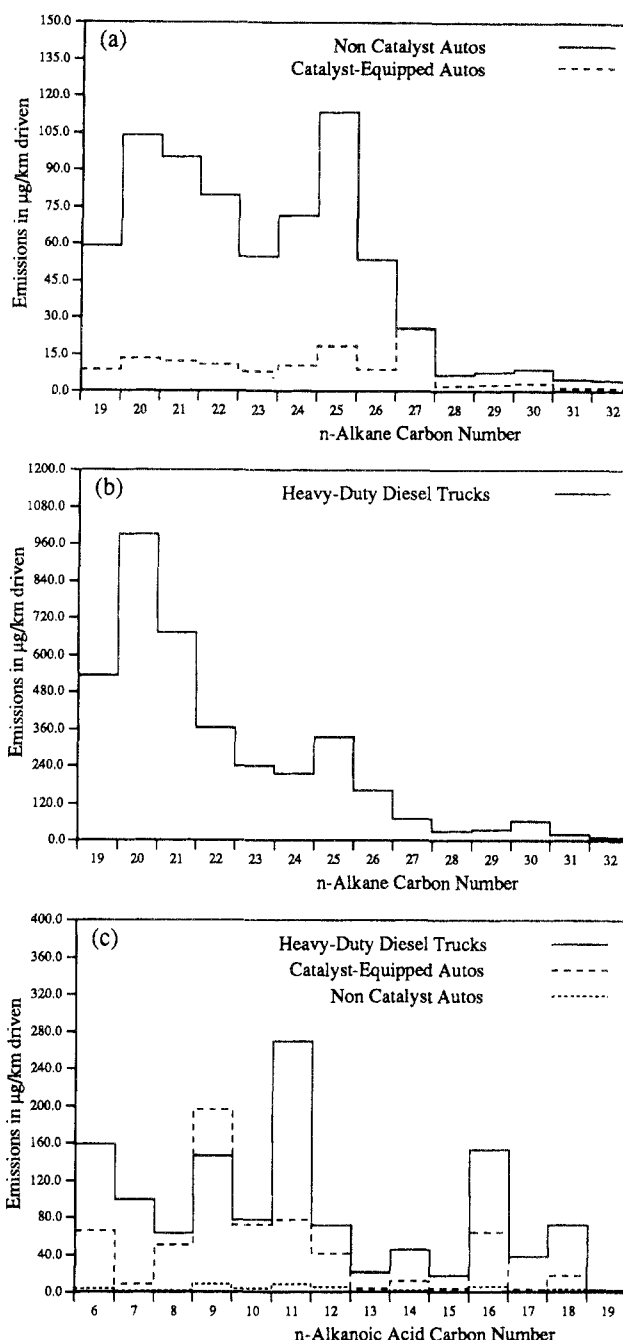 (a)
Non Catalyst Autos
Catalyst-Equipped Autos
Emissions in µg/km driven
150.0
135.0
120.0
105.0
90.0
75.0
60.0
45.0
30.0
15.0
0.0
19 20 21 22 23 24 25 26 27 28 29 30 31 32
n-Alkane Carbon Number
(b)
Heavy-Duty Diesel Trucks
Emissions in µg/km driven
1200.0
1080.0
960.0
840.0
720.0
600.0
480.0
360.0
240.0
120.0
0.0
19 20 21 22 23 24 25 26 27 28 29 30 31 32
n-Alkane Carbon Number
(c)
Heavy-Duty Diesel Trucks
Catalyst-Equipped Autos
Non Catalyst Autos
Emissions in µg/km driven
400.0
360.0
320.0
280.0
240.0
200.0
160.0
120.0
80.0
40.0
0.0
6 7 8 9 10 11 12 13 14 15 16 17 18 19
n-Alkanoic Acid Carbon Number